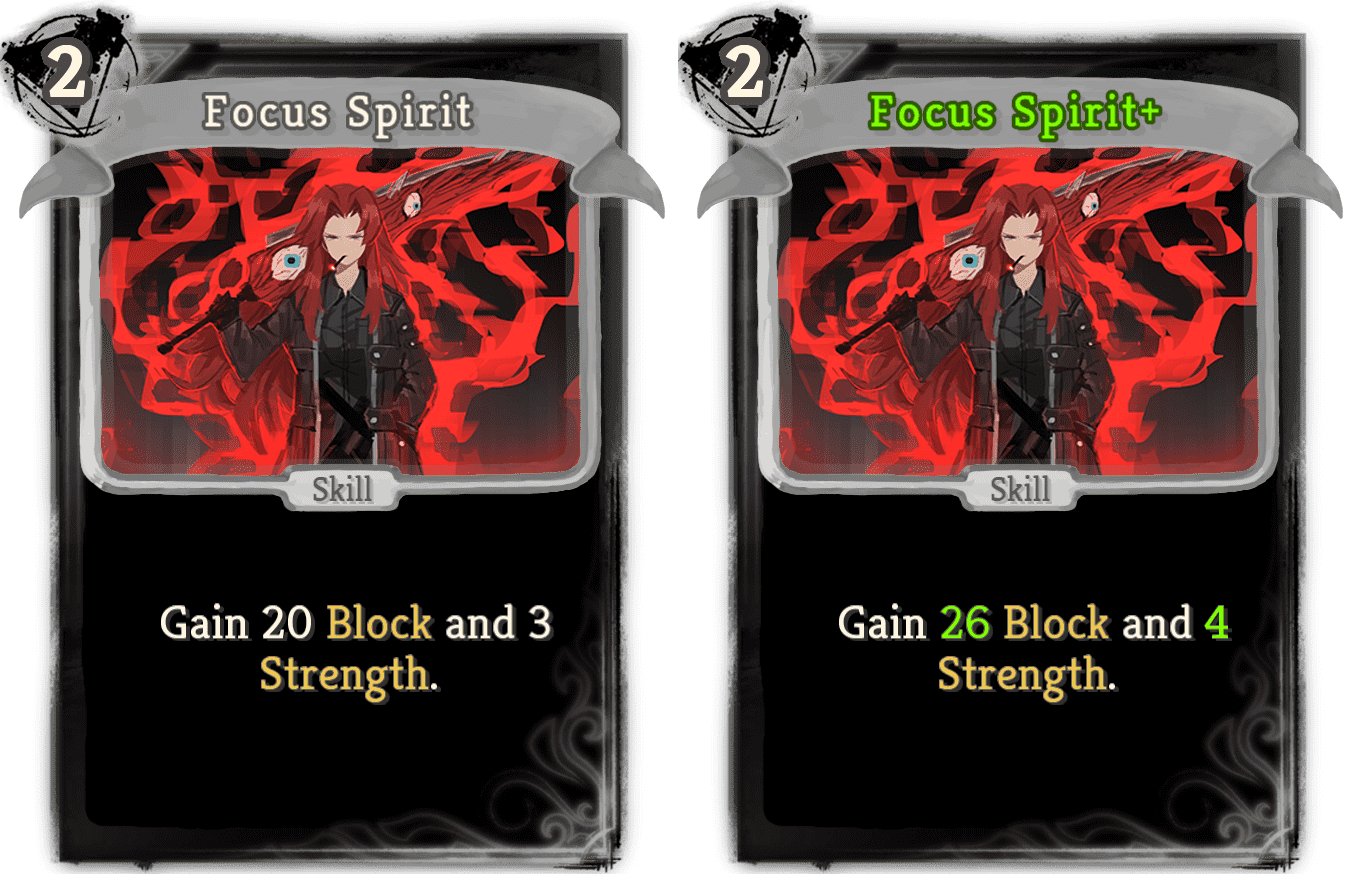 2
Focus Spirit
Skill
Gain 20 Block and 3
Strength.
2
Focus Spirit+
Skill
Gain 26 Block and 4
Strength.